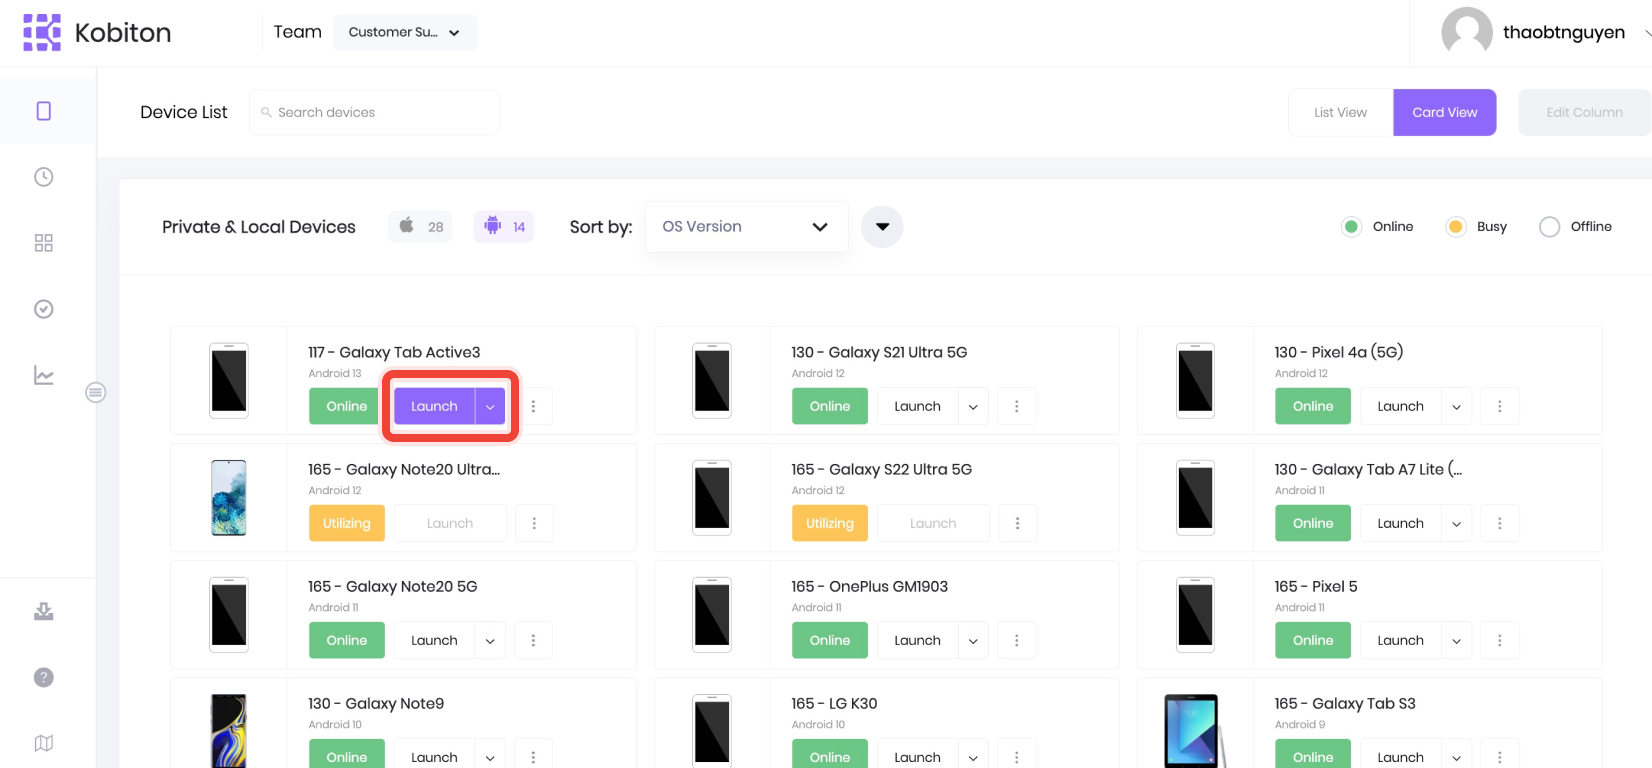 Kobiton
Team
Customer Su...
thaobtnguyen
Device List
Search devices
List View
Card View
Edit Column
Private & Local Devices
28
14
Sort by:
OS Version
Online
Busy
Offline
117 - Galaxy Tab Active3
Android 13
Online
Launch
130 - Galaxy S21 Ultra 5G
Android 12
Online
Launch
130 - Pixel 4a (5G)
Android 12
Online
Launch
165 - Galaxy Note20 Ultra...
Android 12
Utilizing
Launch
165 - Galaxy S22 Ultra 5G
Android 12
Utilizing
Launch
130 - Galaxy Tab A7 Lite (...
Android 11
Online
Launch
165 - Galaxy Note20 5G
Android 11
Online
Launch
165 - OnePlus GM1903
Android 11
Online
Launch
165 - Pixel 5
Android 11
Online
Launch
130 - Galaxy Note9
Android 10
Online
Launch
165 - LG K30
Android 10
Online
Launch
165 - Galaxy Tab S3
Android 9
Online
Launch